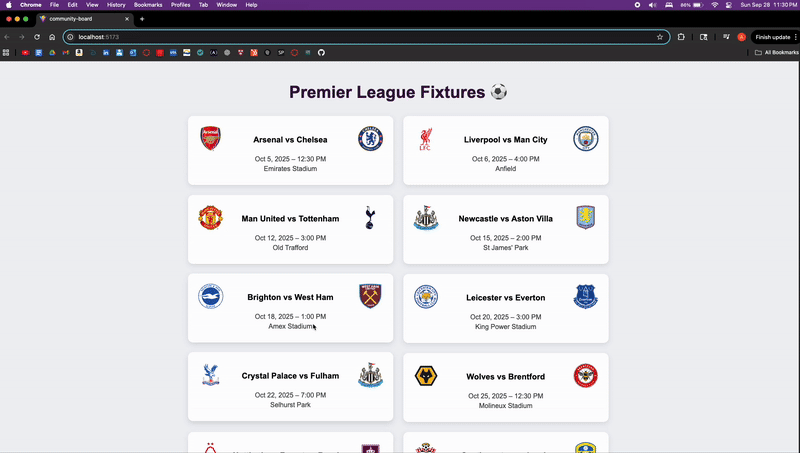 Chrome File Edit View History Bookmarks Profiles Tab Window Help 86% Sun Sep 28 11:30 PM
community-board
localhost:5173 Finish update
All Bookmarks
Premier League Fixtures ⚽
Arsenal vs Chelsea
Oct 5, 2025 – 12:30 PM
Emirates Stadium
Liverpool vs Man City
Oct 6, 2025 – 4:00 PM
Anfield
Man United vs Tottenham
Oct 12, 2025 – 3:00 PM
Old Trafford
Newcastle vs Aston Villa
Oct 15, 2025 – 2:00 PM
St James' Park
Brighton vs West Ham
Oct 18, 2025 – 1:00 PM
Amex Stadium
Leicester vs Everton
Oct 20, 2025 – 3:00 PM
King Power Stadium
Crystal Palace vs Fulham
Oct 22, 2025 – 7:00 PM
Selhurst Park
Wolves vs Brentford
Oct 25, 2025 – 12:30 PM
Molineux Stadium